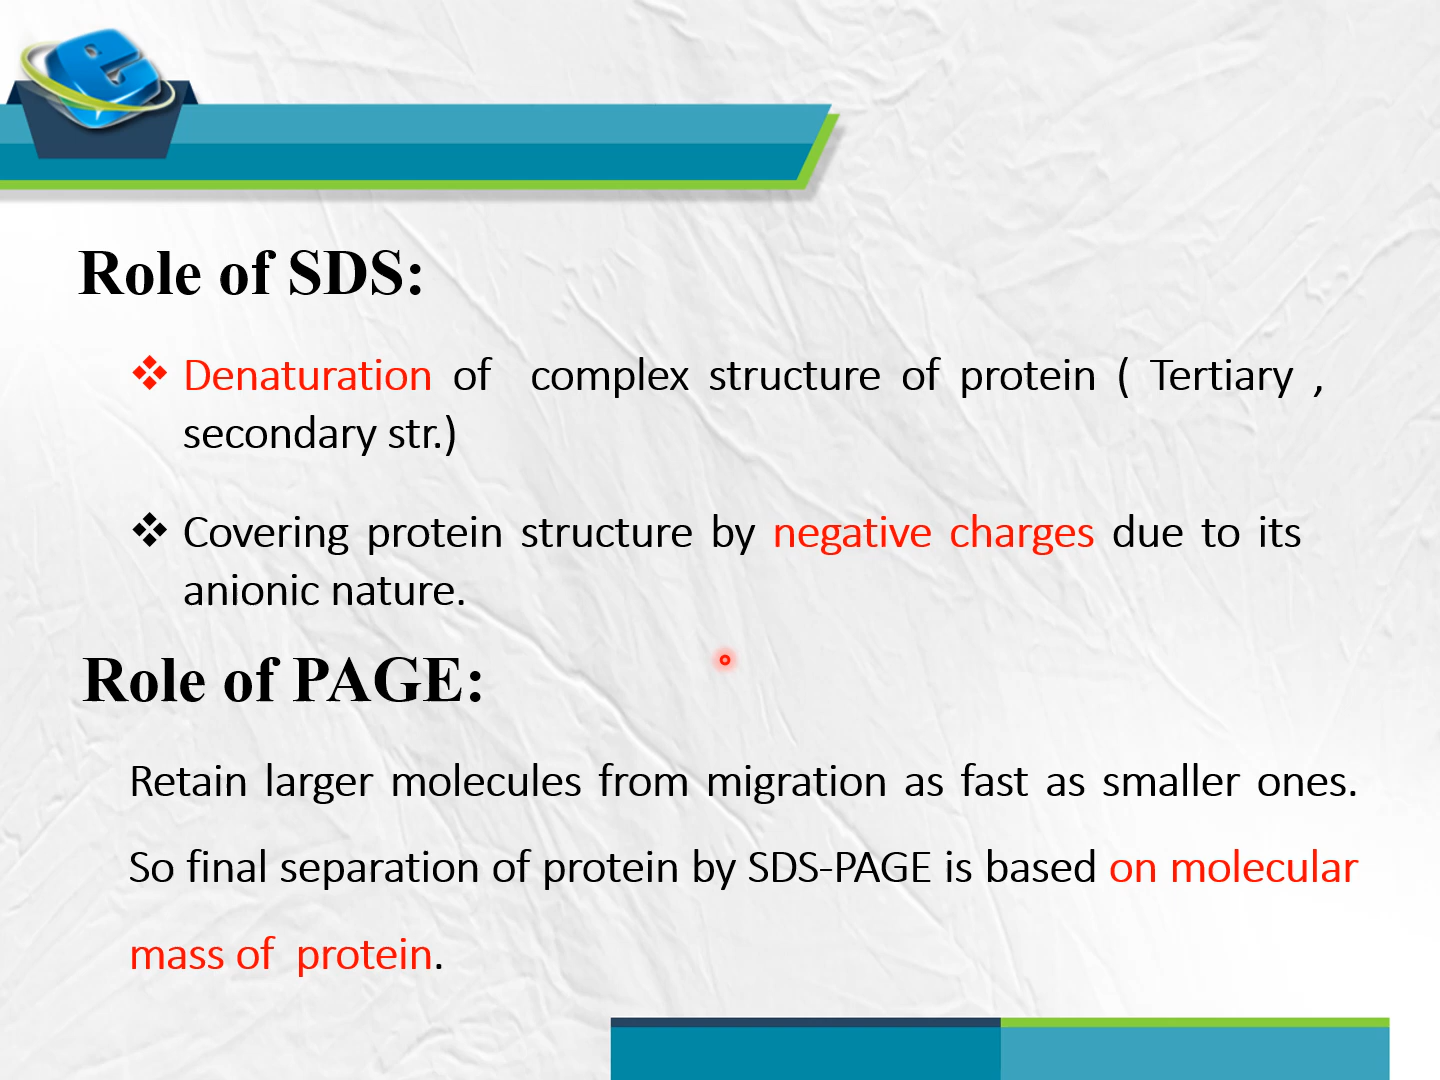 Role of SDS:
❖ Denaturation of complex structure of protein ( Tertiary ,
secondary str.)
❖ Covering protein structure by negative charges due to its
anionic nature.
Role of PAGE:
Retain larger molecules from migration as fast as smaller ones.
So final separation of protein by SDS-PAGE is based on molecular
mass of protein.